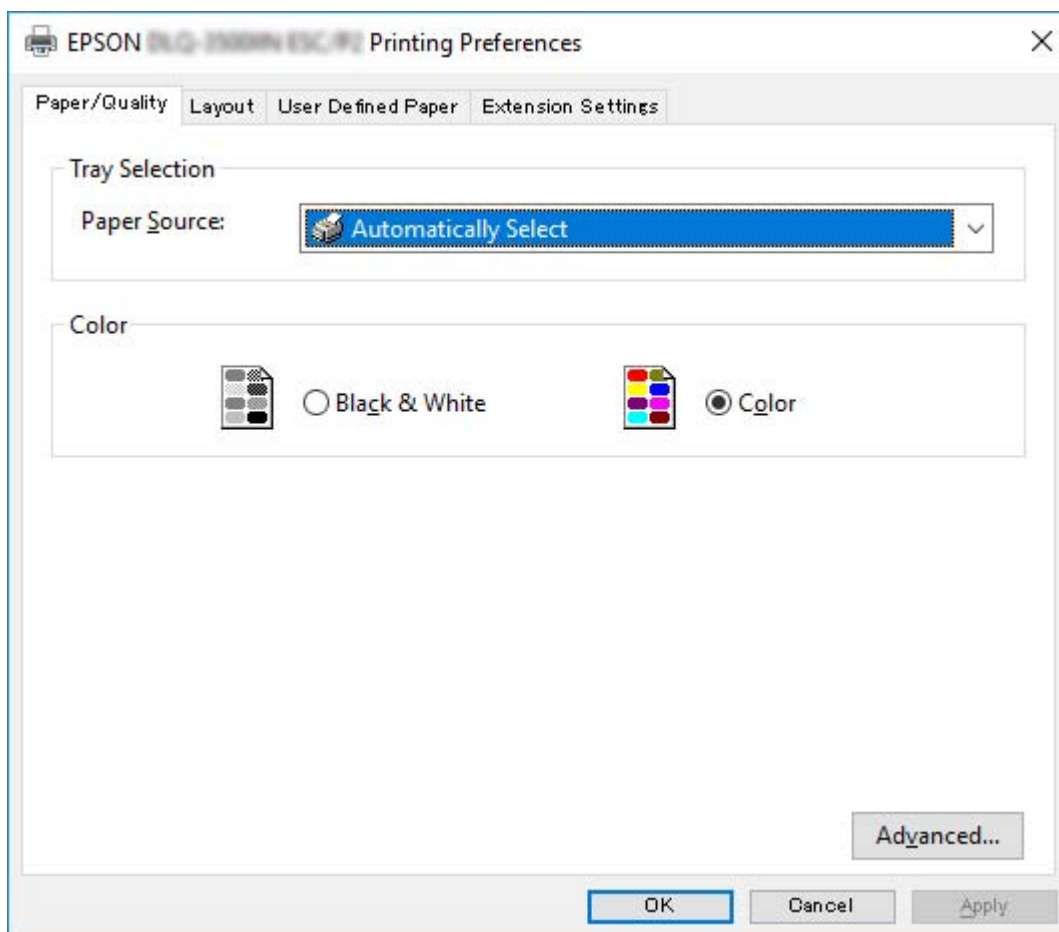 EPSON Printing Preferences
Paper/Quality Layout User Defined Paper Extension Settings
Tray Selection
Paper Source: Automatically Select
Color
Black & White Color
Advanced...
OK Cancel Apply